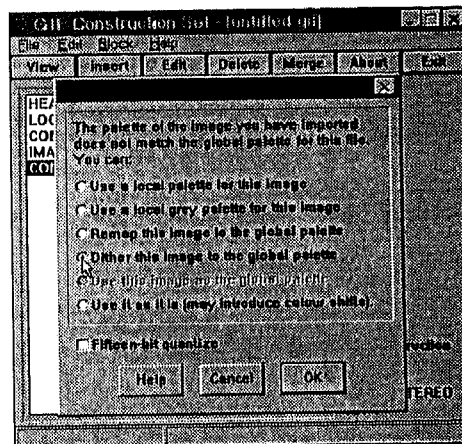 GIF Construction Set - [untitled.gif]
File Edit Block Help
View Insert Edit Delete Merge About Exit
HEA
LOC
CON
IMA
CON
The palette of the image you have imported
does not match the global palette for this file.
You can:
Use a local palette for this image
Use a local grey palette for this image
Remap this image to the global palette
Dither this image to the global palette
Use this image as the global palette
Use it as it is (may introduce colour shifts).
Fifteen-bit quantize
Help Cancel OK
ruction
TERED